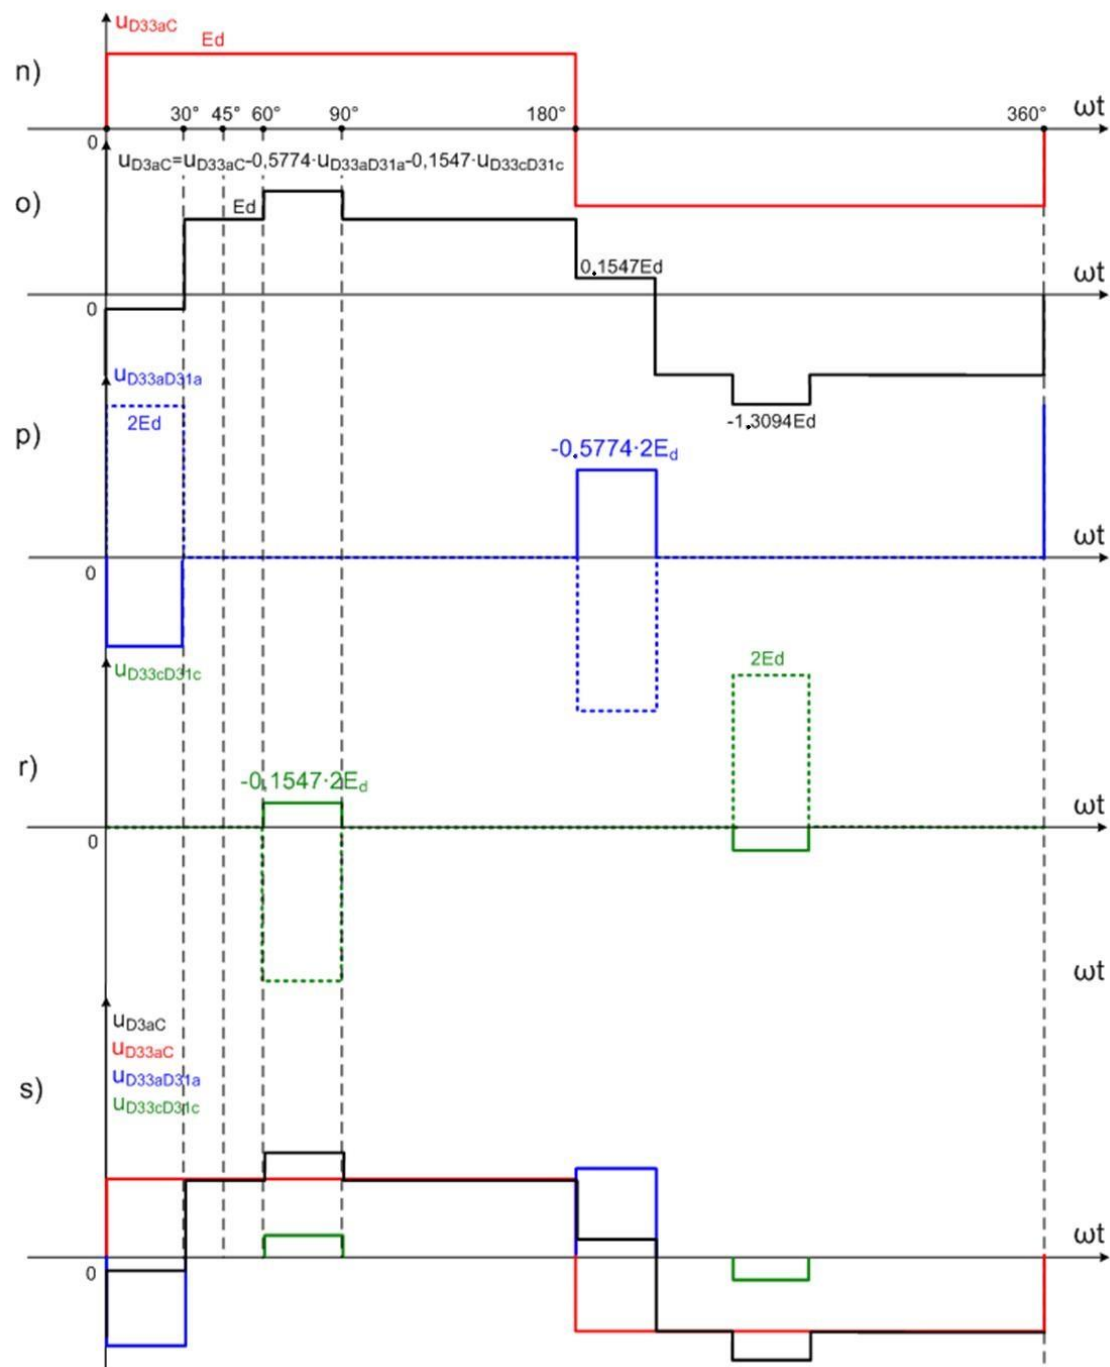 uD33aC
Ed
n)
30° 45° 60° 90° 180° 360° ωt
0
uD3aC=uD33aC-0,5774·uD33aD31a-0,1547·uD33cD31c
o)
Ed
0.1547Ed
ωt
0
uD33aD31a
2Ed
-1.3094Ed
p)
-0.5774·2Ed
ωt
0
uD33cD31c
2Ed
r)
-0,1547·2Ed
ωt
0
ωt
uD3aC
uD33aC
uD33aD31a
uD33cD31c
s)
ωt
0